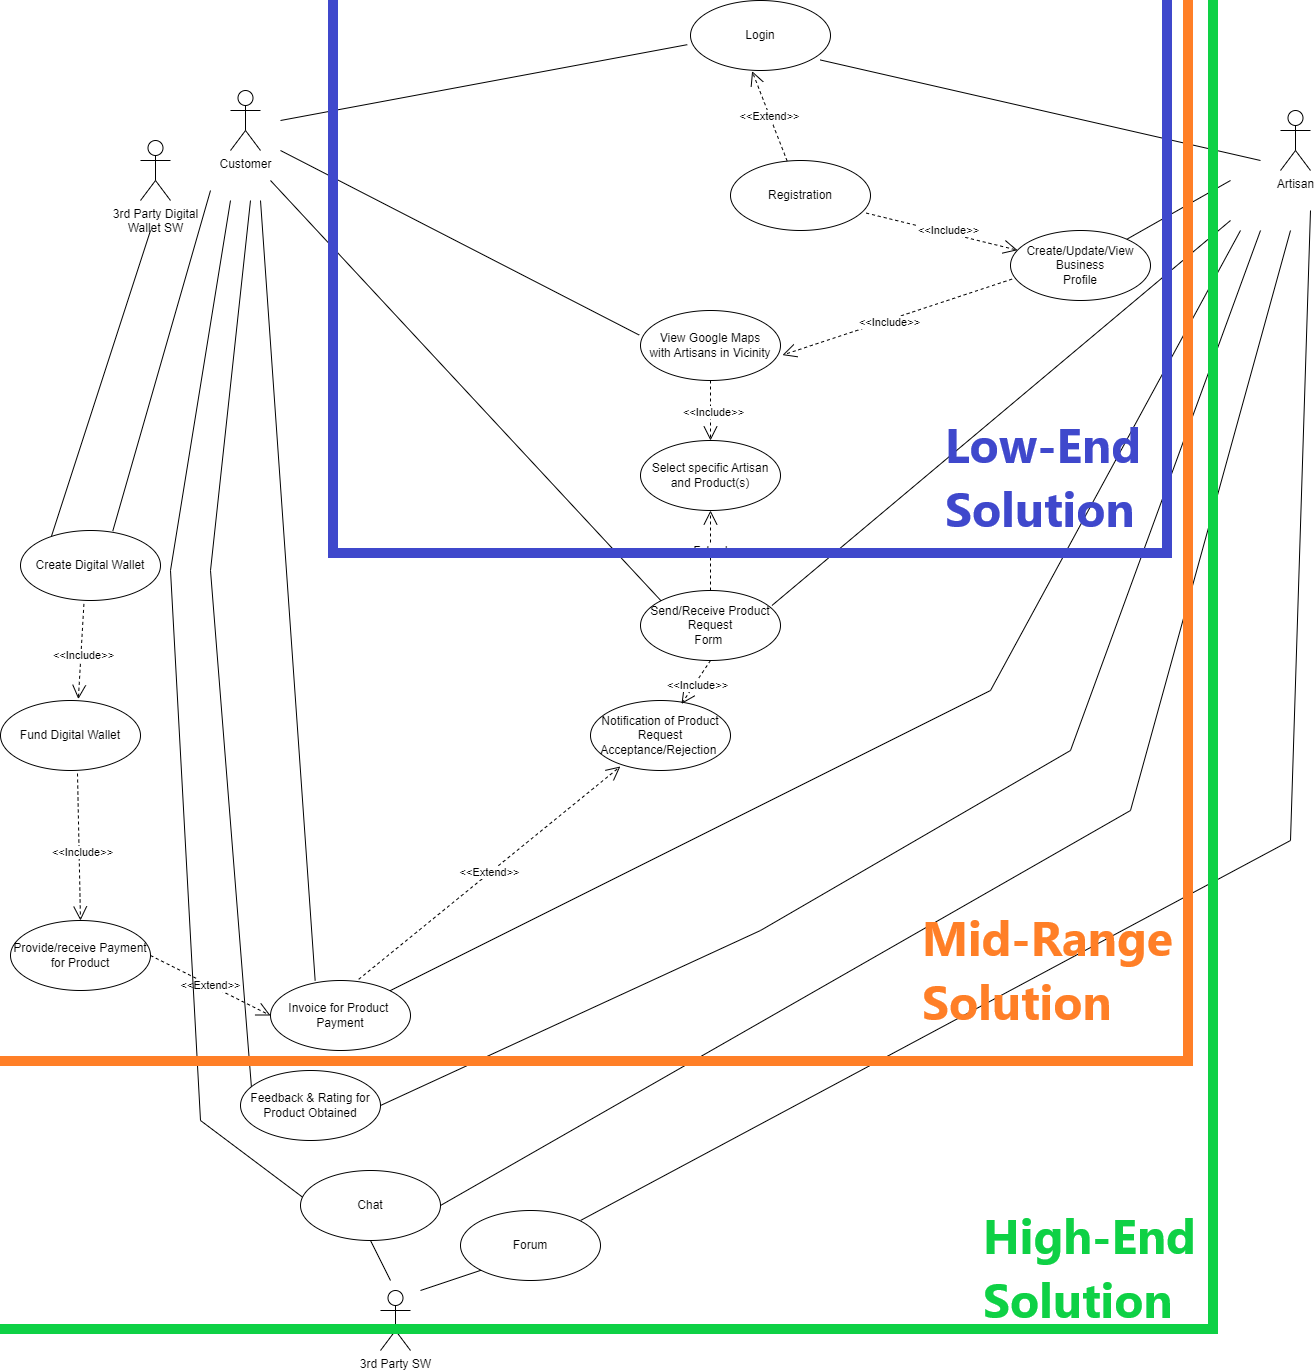 Login
<<Extend>>
Customer
Artisan
Registration
3rd Party Digital
Wallet SW
<<Include>>
Create/Update/View
Business
Profile
<<Include>>
View Google Maps
with Artisans in Vicinity
<<Include>>
Low-End
Solution
Select specific Artisan
and Product(s)
Create Digital Wallet
Send/Receive Product
Request
Form
<<Include>>
<<Include>>
Fund Digital Wallet
Notification of Product
Request
Acceptance/Rejection
<<Include>>
<<Extend>>
Mid-Range
Solution
Provide/receive Payment
for Product
<<Extend>>
Invoice for Product
Payment
Feedback & Rating for
Product Obtained
Chat
Forum
High-End
Solution
3rd Party SW